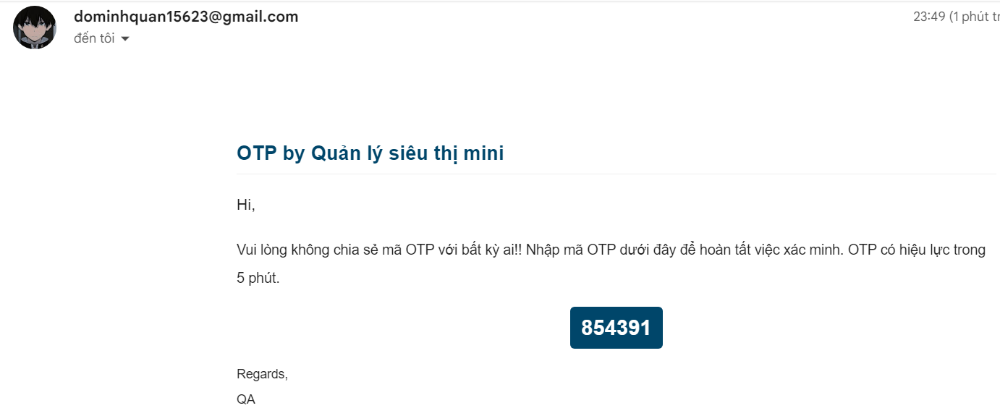 dominhquan15623@gmail.com
23:49 (1 phút tr
đến tôi
OTP by Quản lý siêu thị mini
Hi,
Vui lòng không chia sẻ mã OTP với bất kỳ ai!! Nhập mã OTP dưới đây để hoàn tất việc xác minh. OTP có hiệu lực trong
5 phút.
854391
Regards,
QA